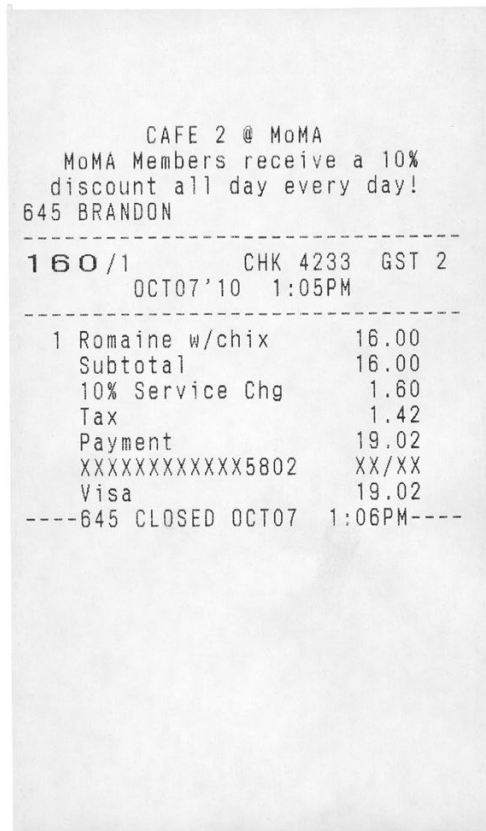 CAFE 2 @ MoMA
MoMA Members receive a 10%
discount all day every day!
645 BRANDON
160/1 CHK 4233 GST 2
OCT07'10 1:05PM
1 Romaine w/chix 16.00
Subtotal 16.00
10% Service Chg 1.60
Tax 1.42
Payment 19.02
XXXXXXXXXXXX5802 XX/XX
Visa 19.02
----645 CLOSED OCT07 1:06PM----